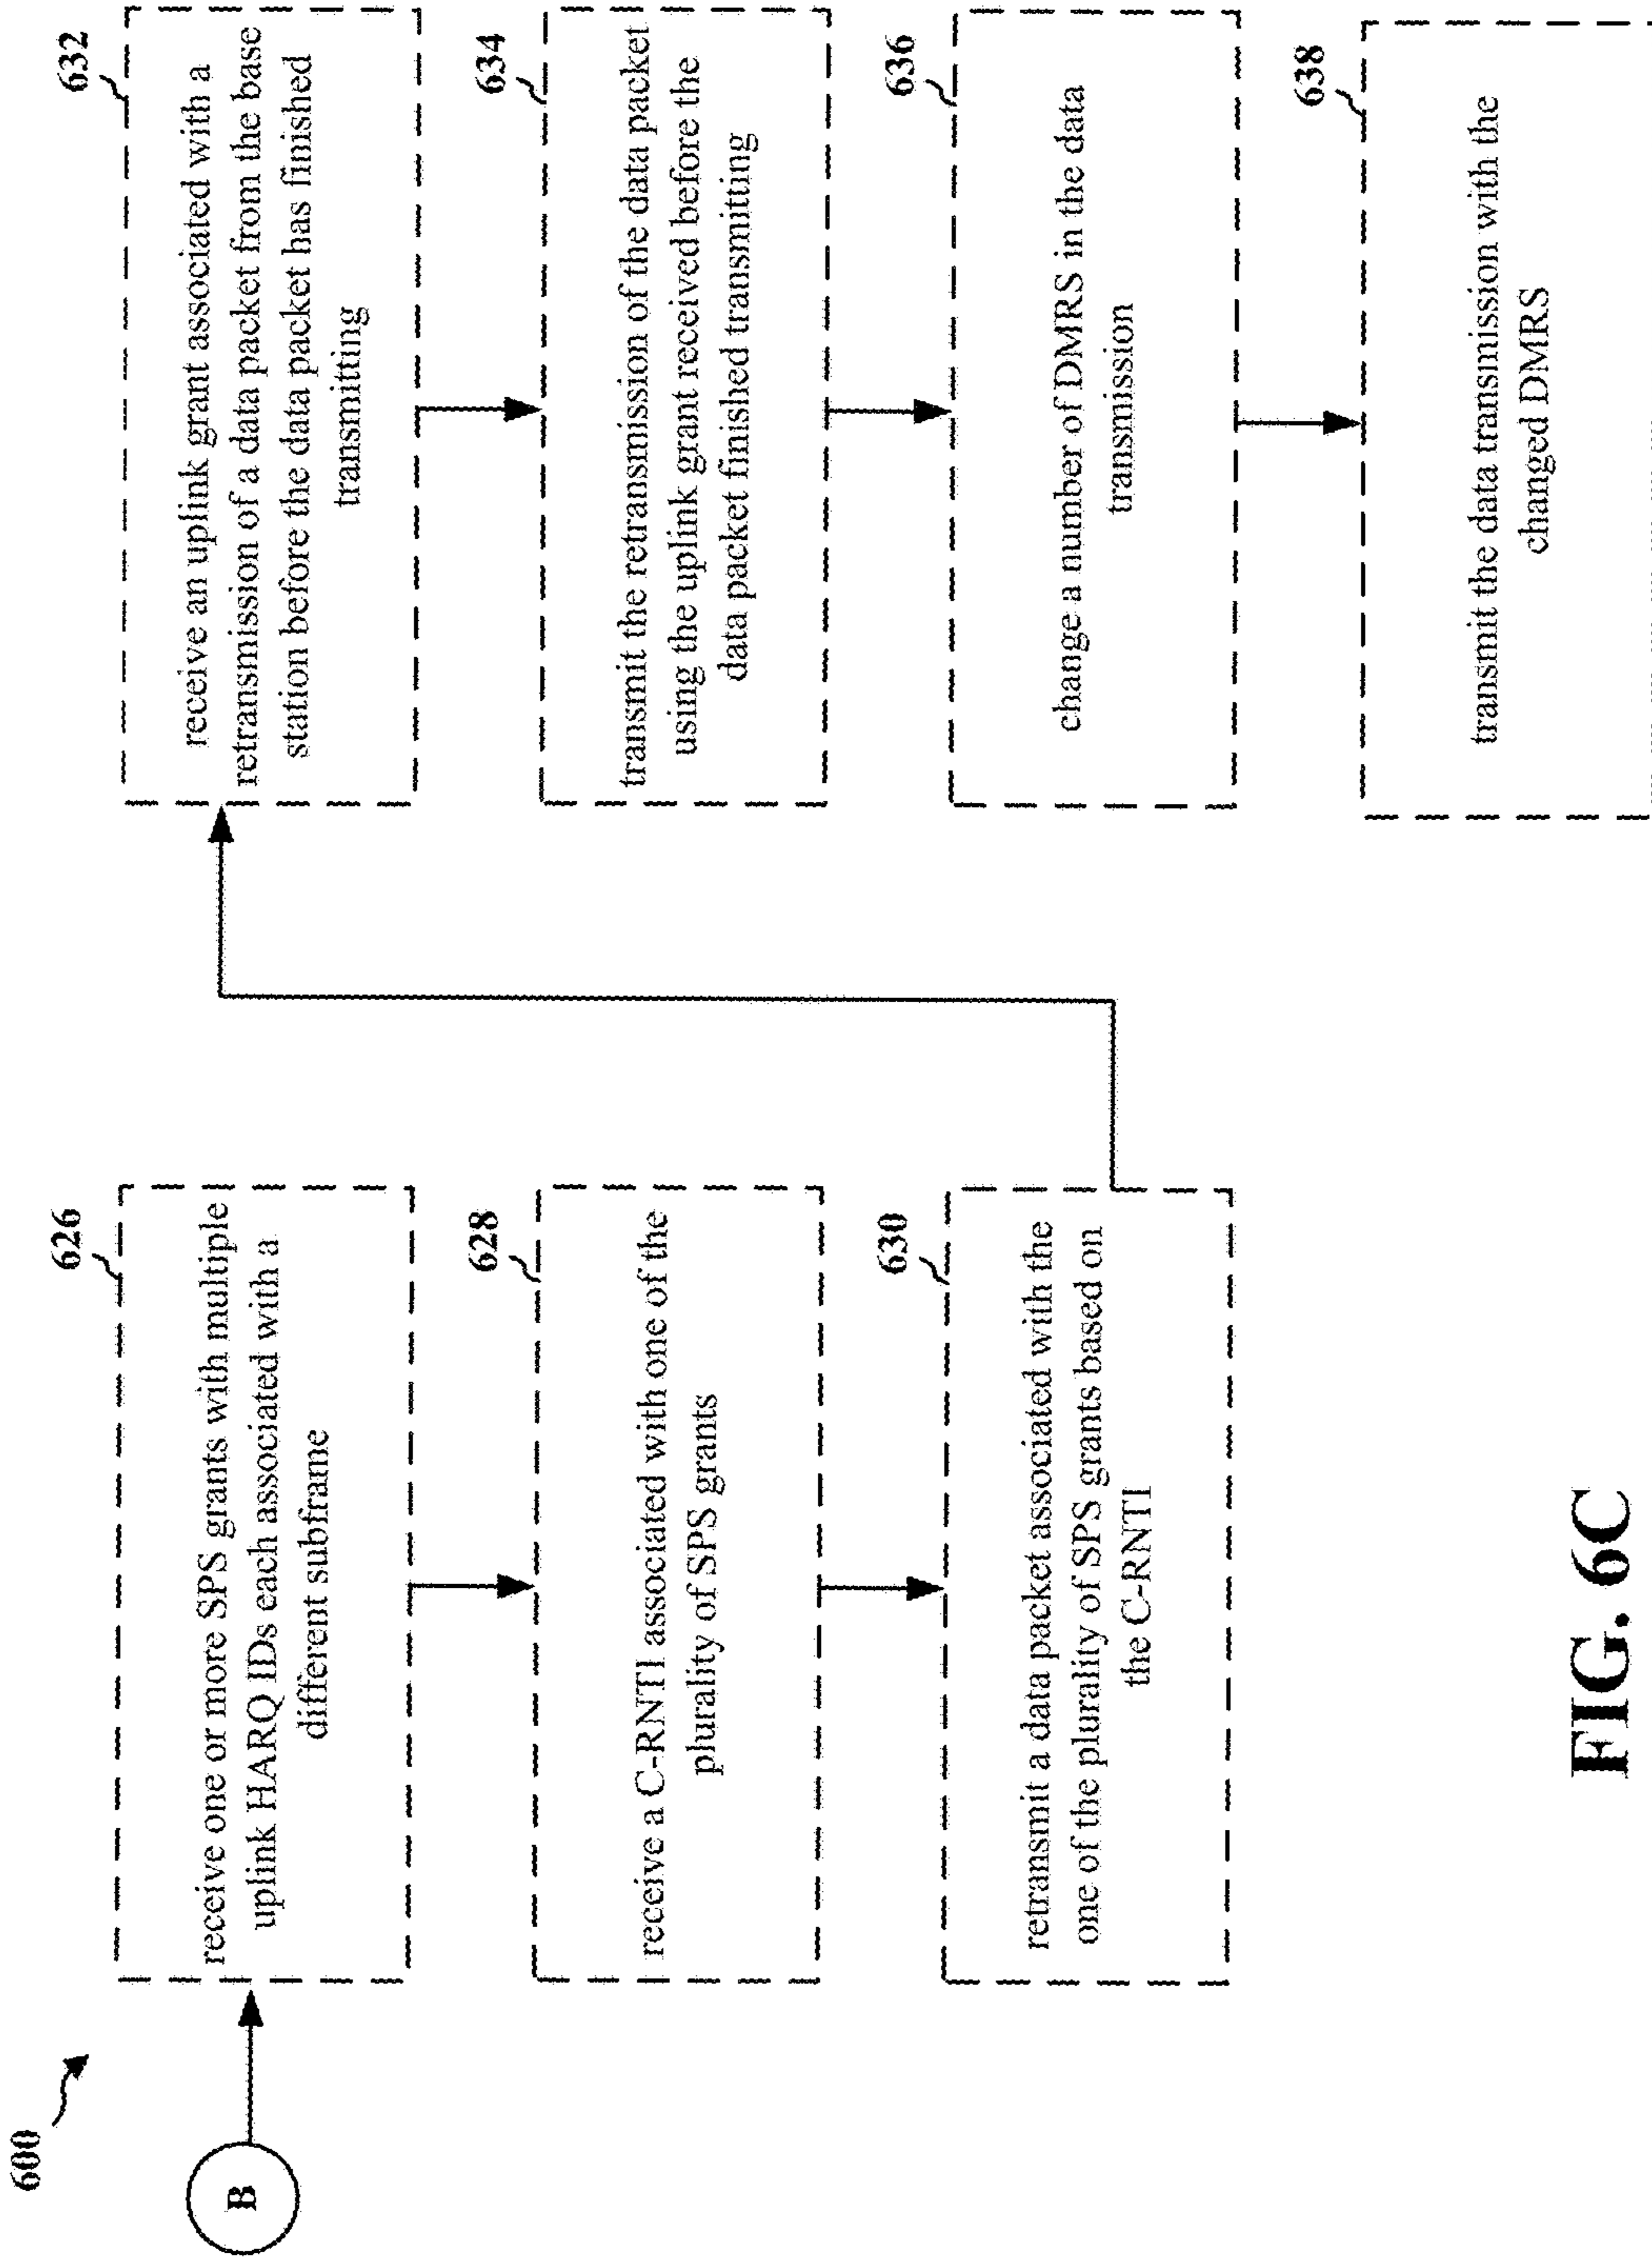 600
B
626
receive one or more SPS grants with multiple
uplink HARQ IDs each associated with a
different subframe
628
receive a C-RNTI associated with one of the
plurality of SPS grants
630
retransmit a data packet associated with the
one of the plurality of SPS grants based on
the C-RNTI
632
receive an uplink grant associated with a
retransmission of a data packet from the base
station before the data packet has finished
transmitting
634
transmit the retransmission of the data packet
using the uplink grant received before the
data packet finished transmitting
636
change a number of DMRS in the data
transmission
638
transmit the data transmission with the
changed DMRS
FIG. 6C